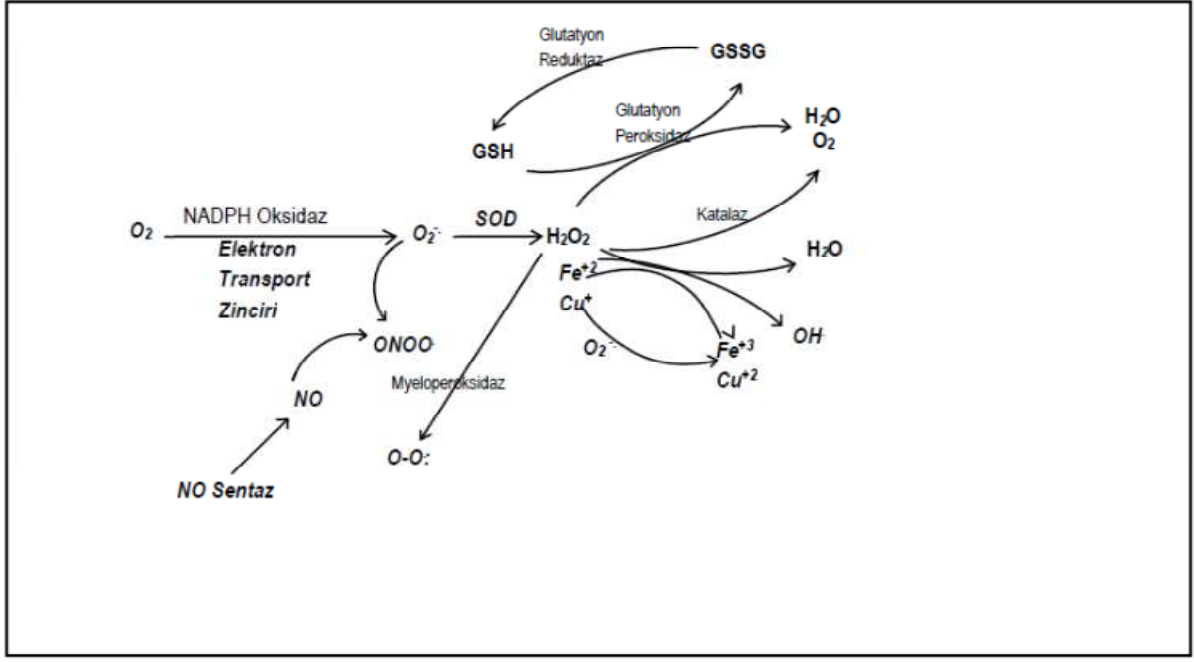 Glutatyon
Reduktaz
GSSG
Glutatyon
Peroksidaz
H2O
O2
GSH
Katalaz
NADPH Oksidaz
SOD
O2
O2-·
H2O2
H2O
Elektron
Transport
Zinciri
Fe+2
Cu+
OH
ONOO
O2-·
Fe+3
Cu+2
Myeloperoksidaz
NO
O-O:
NO Sentaz